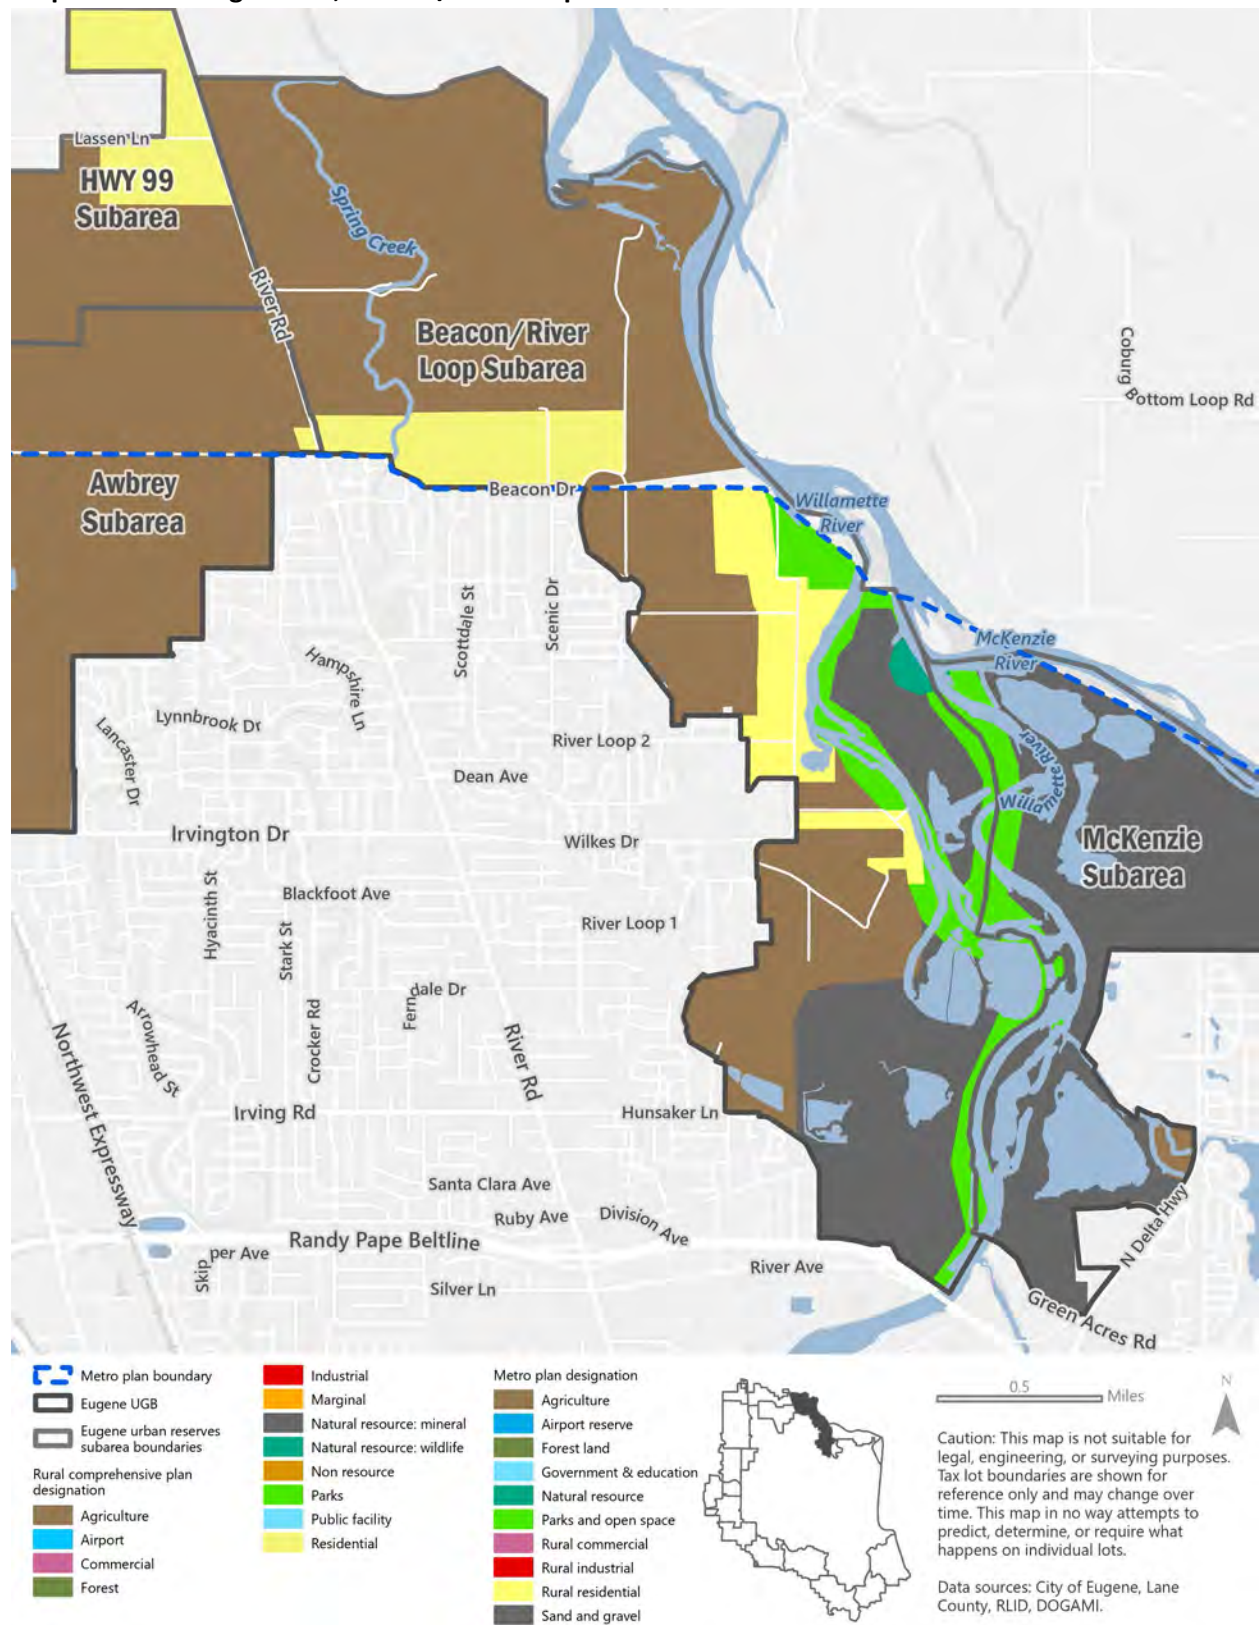 Lassen Ln
HWY 99
Subarea
Spring Creek
River Rd
Beacon/River
Loop Subarea
Coburg Bottom Loop Rd
Awbrey
Subarea
Beacon Dr
Willamette
River
Scottdale St
Scenic Dr
McKenzie
River
Hampshire Ln
Lynnbrook Dr
Lancaster Dr
River Loop 2
Dean Ave
Willamette River
Irvington Dr
Wilkes Dr
McKenzie
Subarea
Hyacinth St
Blackfoot Ave
Stark St
River Loop 1
Ferndale Dr
Arrowhead St
Crocker Rd
River Rd
Northwest Expressway
Irving Rd
Hunsaker Ln
Santa Clara Ave
Ruby Ave
Division Ave
N Delta Hwy
Randy Pape Beltline
Skipper Ave
River Ave
Silver Ln
Green Acres Rd
Metro plan boundary
Eugene UGB
Eugene urban reserves
subarea boundaries
Rural comprehensive plan
designation
Agriculture
Airport
Commercial
Forest
Industrial
Marginal
Natural resource: mineral
Natural resource: wildlife
Non resource
Parks
Public facility
Residential
Metro plan designation
Agriculture
Airport reserve
Forest land
Government & education
Natural resource
Parks and open space
Rural commercial
Rural industrial
Rural residential
Sand and gravel
0.5
Miles
N
Caution: This map is not suitable for
legal, engineering, or surveying purposes.
Tax lot boundaries are shown for
reference only and may change over
time. This map in no way attempts to
predict, determine, or require what
happens on individual lots.
Data sources: City of Eugene, Lane
County, RLID, DOGAMI.